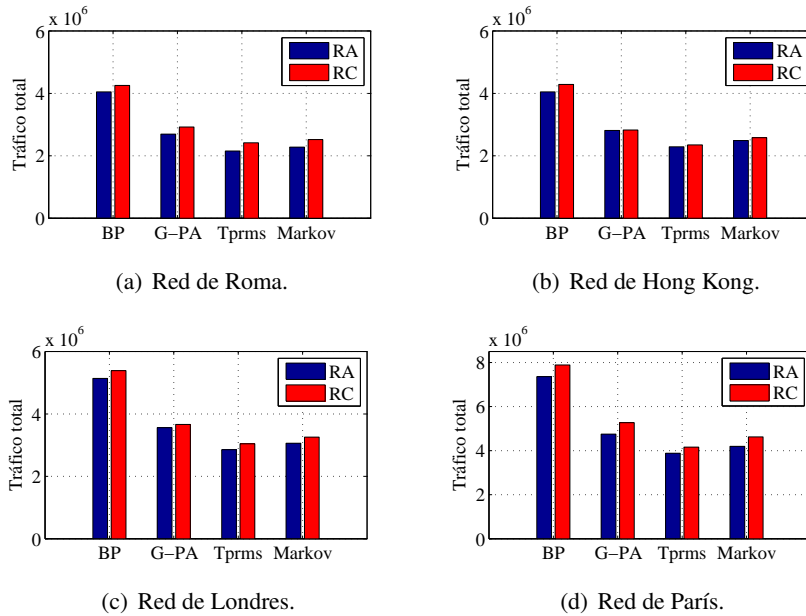 x 10^6
6
4
2
0
Tráfico total
RA
RC
BP G−PA Tprms Markov
(a) Red de Roma.
x 10^6
6
4
2
0
Tráfico total
RA
RC
BP G−PA Tprms Markov
(b) Red de Hong Kong.
x 10^6
6
4
2
0
Tráfico total
RA
RC
BP G−PA Tprms Markov
(c) Red de Londres.
x 10^6
8
6
4
2
0
Tráfico total
RA
RC
BP G−PA Tprms Markov
(d) Red de París.